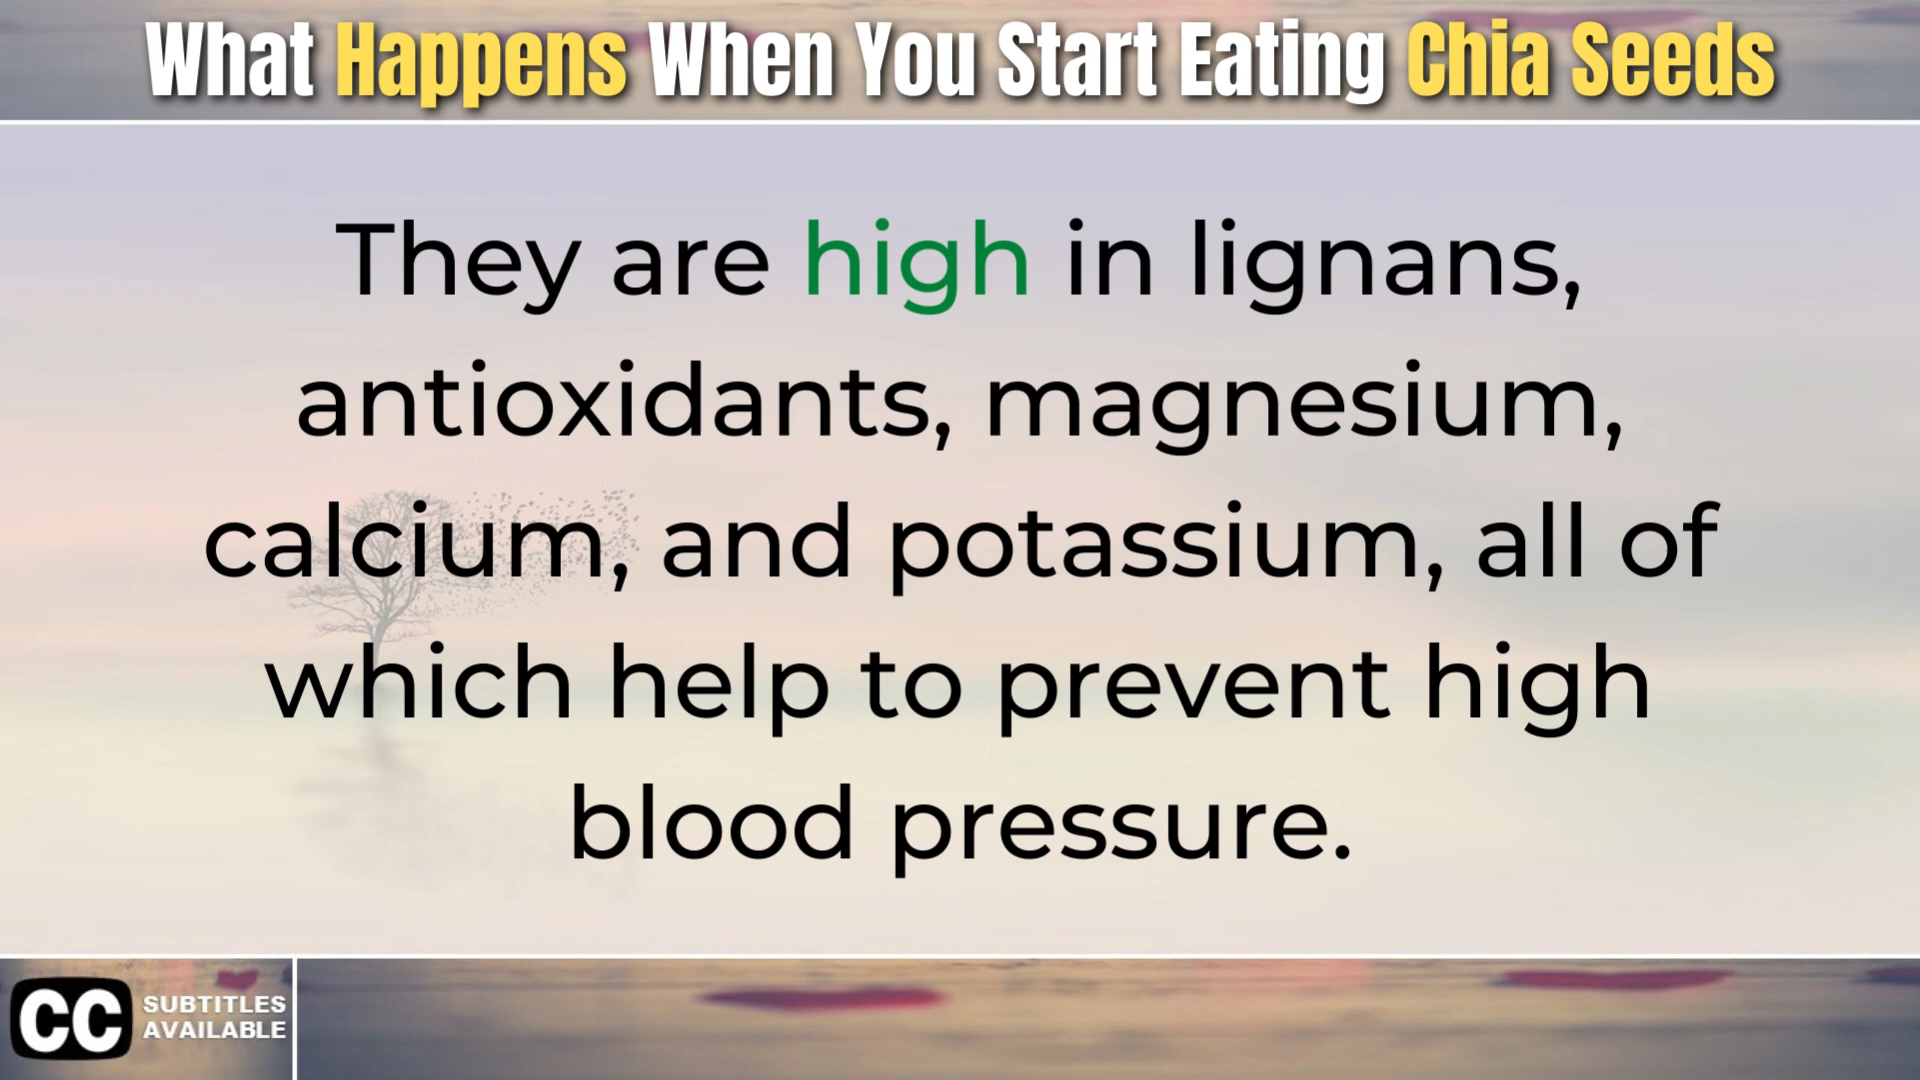 What Happens When You Start Eating Chia Seeds
They are high in lignans,
antioxidants, magnesium,
calcium, and potassium, all of
which help to prevent high
blood pressure.
CC SUBTITLES
AVAILABLE